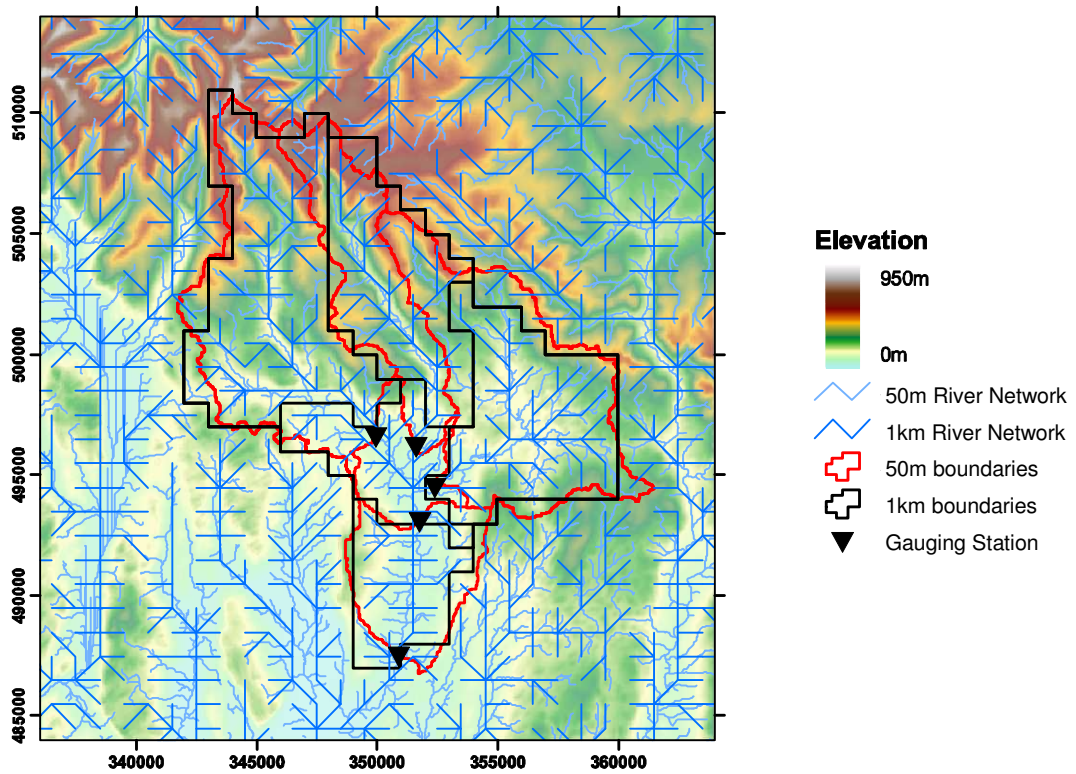 510000
505000
500000
495000
490000
485000
340000
345000
350000
355000
360000
Elevation
950m
0m
50m River Network
1km River Network
50m boundaries
1km boundaries
Gauging Station